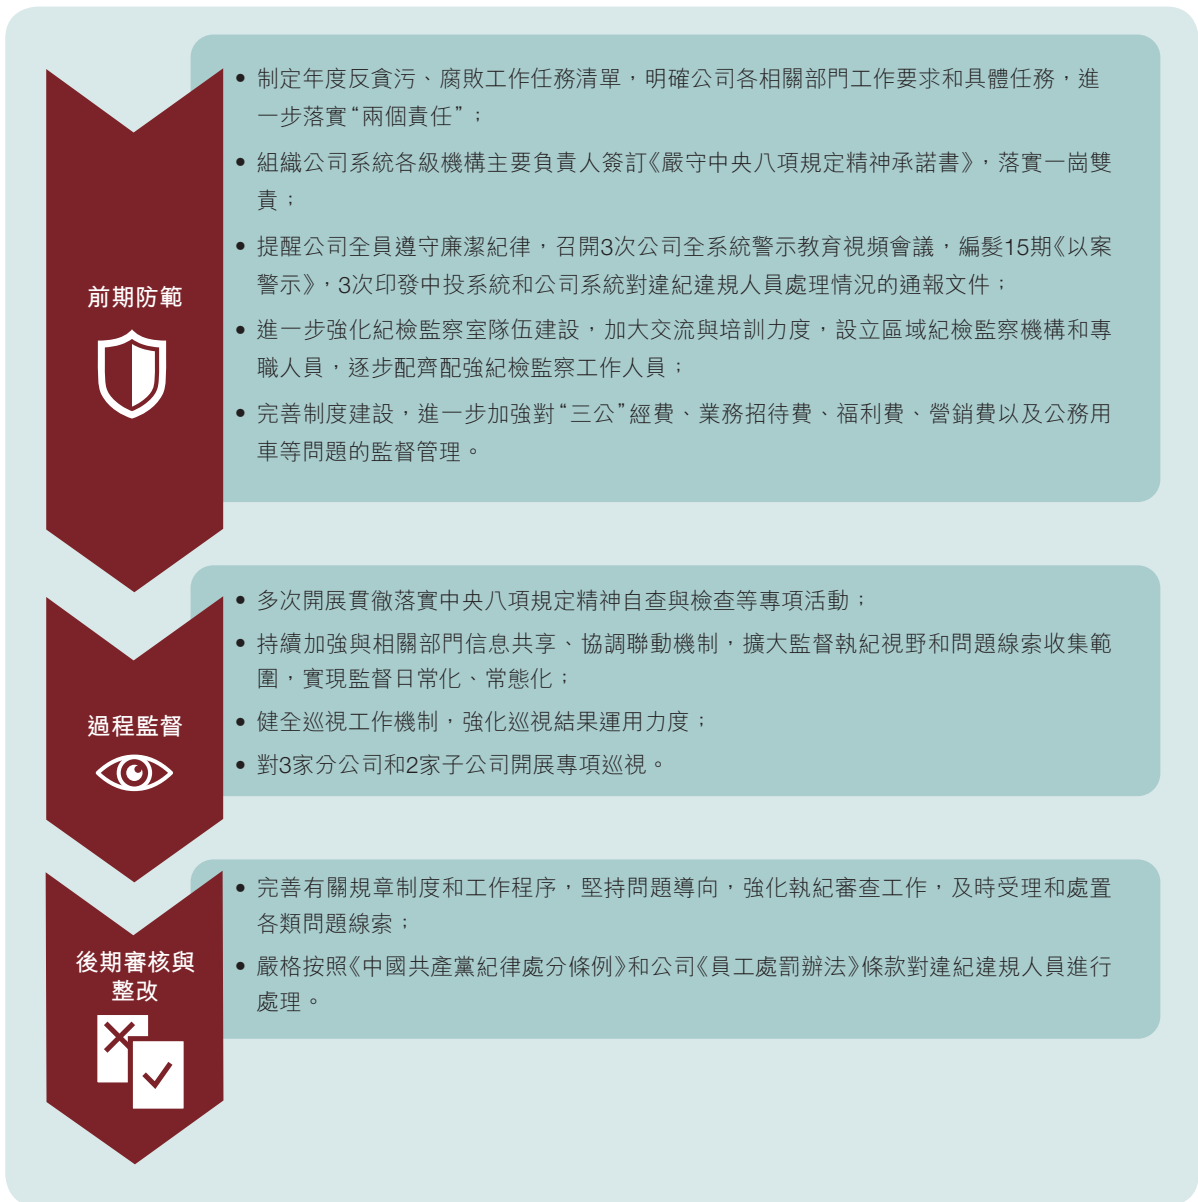 前期防範
• 制定年度反貪污、腐敗工作任務清單，明確公司各相關部門工作要求和具體任務，進
一步落實“兩個責任”；
• 組織公司系統各級機構主要負責人簽訂《嚴守中央八項規定精神承諾書》，落實一崗雙
責；
• 提醒公司全員遵守廉潔紀律，召開3次公司全系統警示教育視頻會議，編髮15期《以案
警示》，3次印發中投系統和公司系統對違紀違規人員處理情況的通報文件；
• 進一步強化紀檢監察室隊伍建設，加大交流與培訓力度，設立區域紀檢監察機構和專
職人員，逐步配齊配強紀檢監察工作人員；
• 完善制度建設，進一步加強對“三公”經費、業務招待費、福利費、營銷費以及公務用
車等問題的監督管理。
過程監督
• 多次開展貫徹落實中央八項規定精神自查與檢查等專項活動；
• 持續加強與相關部門信息共享、協調聯動機制，擴大監督執紀視野和問題線索收集範
圍，實現監督日常化、常態化；
• 健全巡視工作機制，強化巡視結果運用力度；
• 對3家分公司和2家子公司開展專項巡視。
後期審核與
整改
• 完善有關規章制度和工作程序，堅持問題導向，強化執紀審查工作，及時受理和處置
各類問題線索；
• 嚴格按照《中國共產黨紀律處分條例》和公司《員工處罰辦法》條款對違紀違規人員進行
處理。